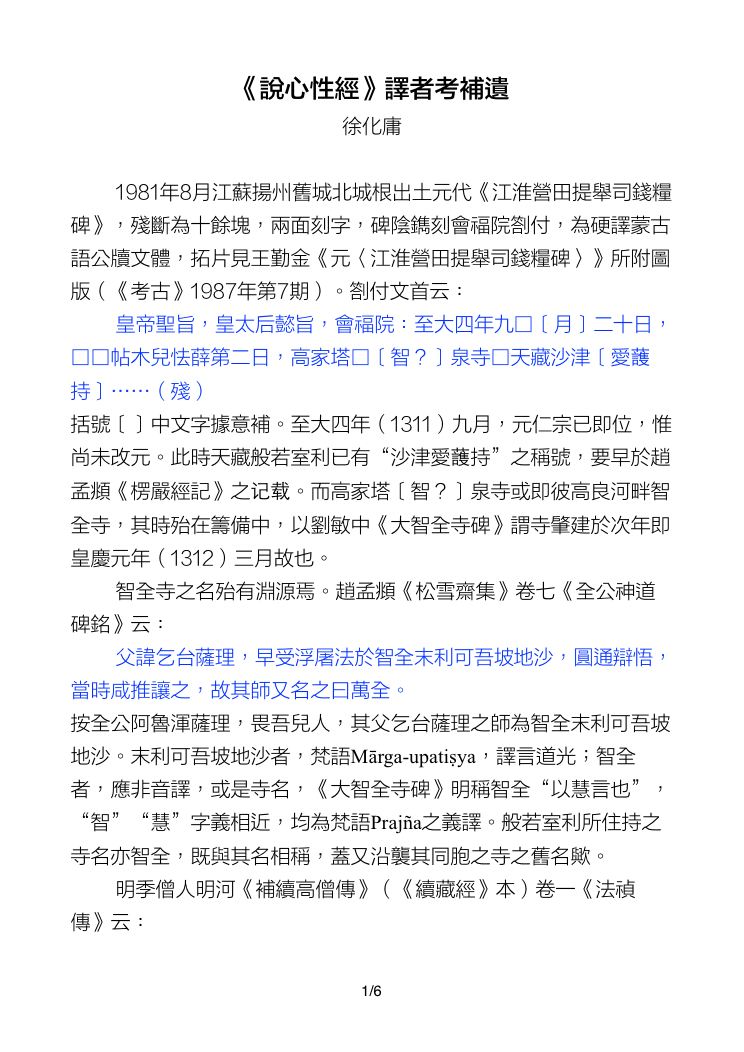 《說心性經》譯者考補遺
徐化庸
1981年8月江蘇揚州舊城北城根出土元代《江淮營田提舉司錢糧
碑》，殘斷為十餘塊，兩面刻字，碑陰鐫刻會福院劄付，為硬譯蒙古
語公牘文體，拓片見王勤金《元〈江淮營田提舉司錢糧碑〉》所附圖
版（《考古》1987年第7期）。劄付文首云：
皇帝聖旨，皇太后懿旨，會福院：至大四年九□〔月〕二十日，
□□帖木兒怯薛第二日，高家塔□〔智？〕泉寺□天藏沙津〔愛護
持〕……（殘）
括號〔〕中文字據意補。至大四年（1311）九月，元仁宗已即位，惟
尚未改元。此時天藏般若室利已有“沙津愛護持”之稱號，要早於趙
孟頫《楞嚴經記》之记载。而高家塔〔智？〕泉寺或即彼高良河畔智
全寺，其時殆在籌備中，以劉敏中《大智全寺碑》謂寺肇建於次年即
皇慶元年（1312）三月故也。
智全寺之名殆有淵源焉。趙孟頫《松雪齋集》卷七《全公神道
碑銘》云：
父諱乞台薩理，早受浮屠法於智全末利可吾坡地沙，圓通辯悟，
當時咸推讓之，故其師又名之曰萬全。
按全公阿魯渾薩理，畏吾兒人，其父乞台薩理之師為智全末利可吾坡
地沙。末利可吾坡地沙者，梵語Mārga-upatiṣya，譯言道光；智全
者，應非音譯，或是寺名，《大智全寺碑》明稱智全“以慧言也”，
“智”“慧”字義相近，均為梵語Prajña之義譯。般若室利所住持之
寺名亦智全，既與其名相稱，蓋又沿襲其同胞之寺之舊名歟。
明季僧人明河《補續高僧傳》（《續藏經》本）卷一《法禎
傳》云：
1/6